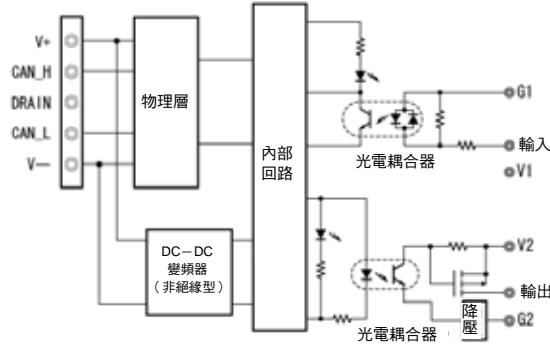 V+
CAN_H
DRAIN
CAN_L
V—
物理層
DC－DC
變頻器
（非絕緣型）
內部
回路
光電耦合器
G1
輸入
V1
光電耦合器
V2
輸出
降
壓
G2